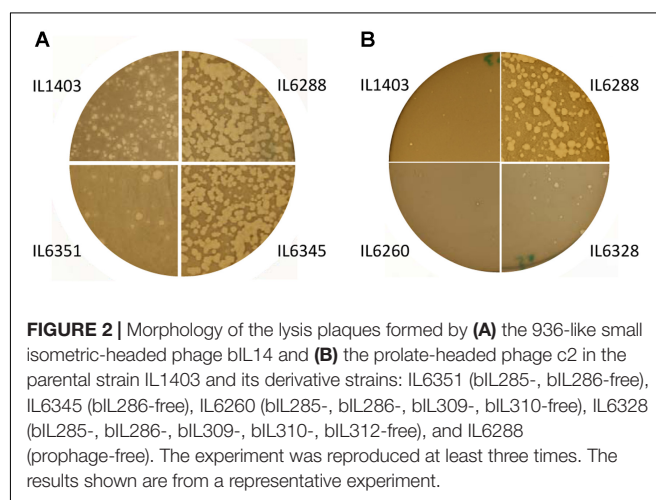 A
B
IL1403
IL6288
IL1403
IL6288
IL6351
IL6345
IL6260
IL6328
FIGURE 2 | Morphology of the lysis plaques formed by (A) the 936-like small
isometric-headed phage bIL14 and (B) the prolate-headed phage c2 in the
parental strain IL1403 and its derivative strains: IL6351 (bIL285-, bIL286-free),
IL6345 (bIL286-free), IL6260 (bIL285-, bIL286-, bIL309-, bIL310-free), IL6328
(bIL285-, bIL286-, bIL309-, bIL310-, bIL312-free), and IL6288
(prophage-free). The experiment was reproduced at least three times. The
results shown are from a representative experiment.